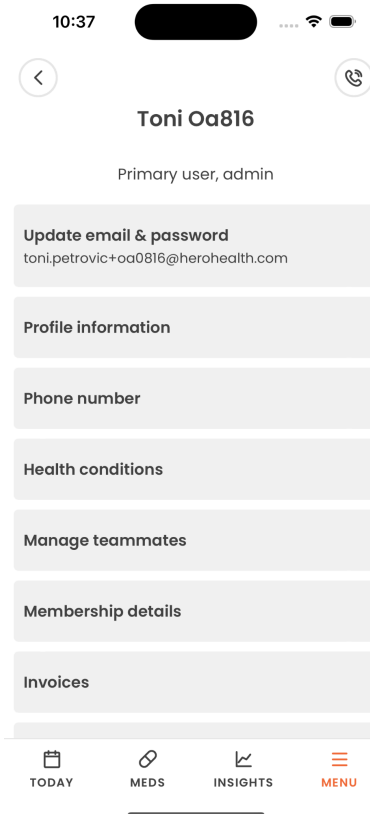 10:37
Toni Oa816
Primary user, admin
Update email & password
toni.petrovic+oa0816@herohealth.com
Profile information
Phone number
Health conditions
Manage teammates
Membership details
Invoices
TODAY
MEDS
INSIGHTS
MENU